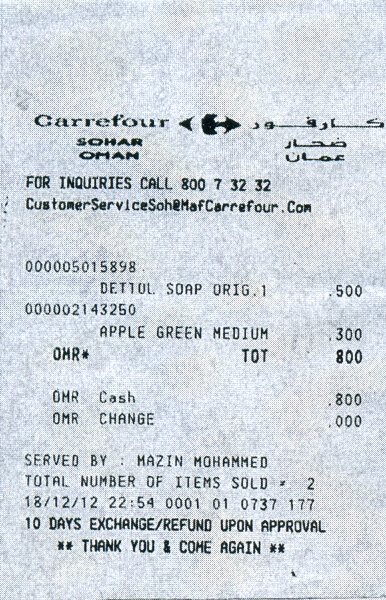 Carrefour كارفور
SOHAR صحار
OMAN عمان
FOR INQUIRIES CALL 800 7 32 32
CustomerServiceSoh@MafCarrefour.Com
000005015898
DETTOL SOAP ORIG.1 .500
000002143250
APPLE GREEN MEDIUM .300
OMR* TOT 800
OMR Cash .800
OMR CHANGE .000
SERVED BY : MAZIN MOHAMMED
TOTAL NUMBER OF ITEMS SOLD = 2
18/12/12 22:54 0001 01 0737 177
10 DAYS EXCHANGE/REFUND UPON APPROVAL
** THANK YOU & COME AGAIN **